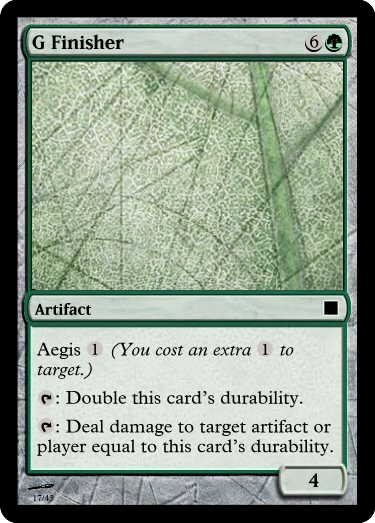 G Finisher 6
Artifact
Aegis 1 (You cost an extra 1 to
target.)
: Double this card's durability.
: Deal damage to target artifact or
player equal to this card's durability.
4
17/43